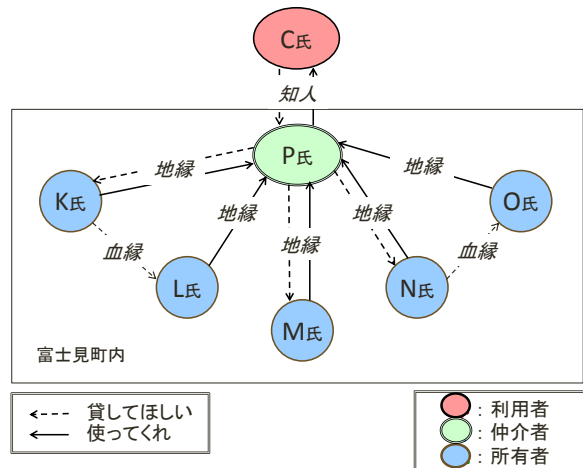 C氏
知人
P氏
地縁
地縁
K氏
O氏
血縁
地縁
地縁
地縁
血縁
L氏
N氏
M氏
富士見町内
貸してほしい
使ってくれ
：利用者
：仲介者
：所有者